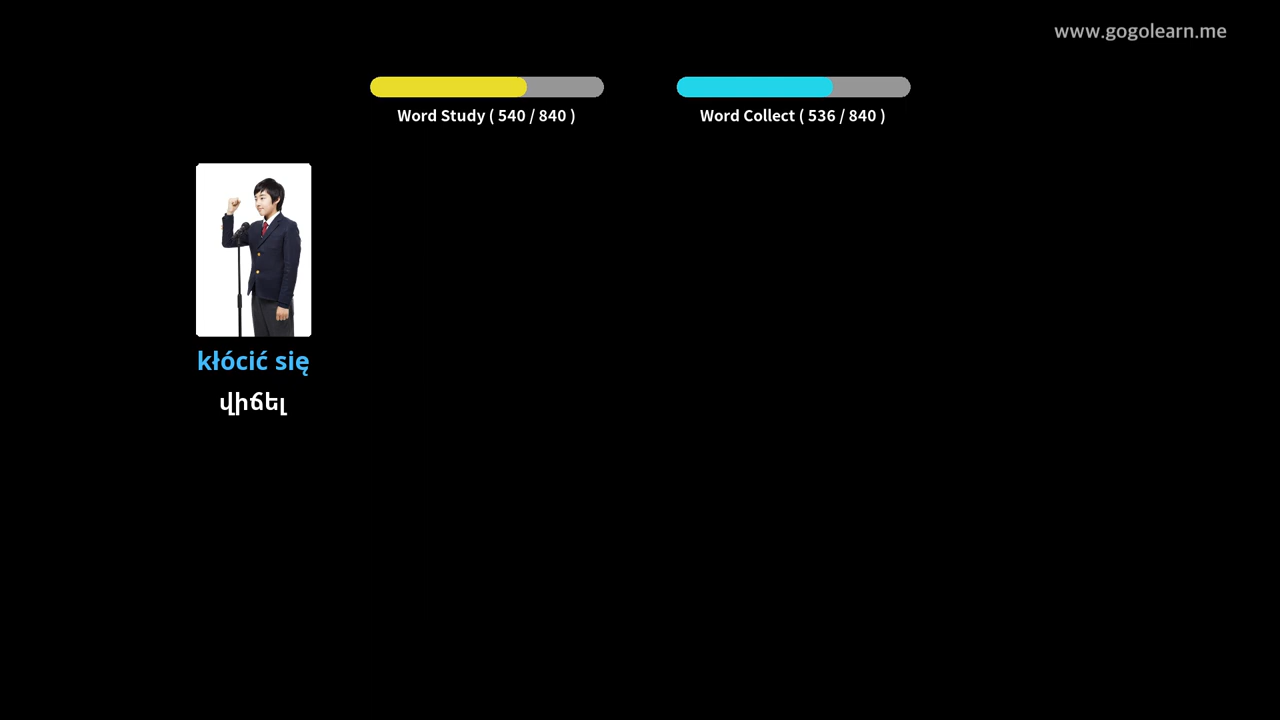 www.gogolearn.me
Word Study ( 540 / 840 )
Word Collect ( 536 / 840 )
kłócić się
վիճել